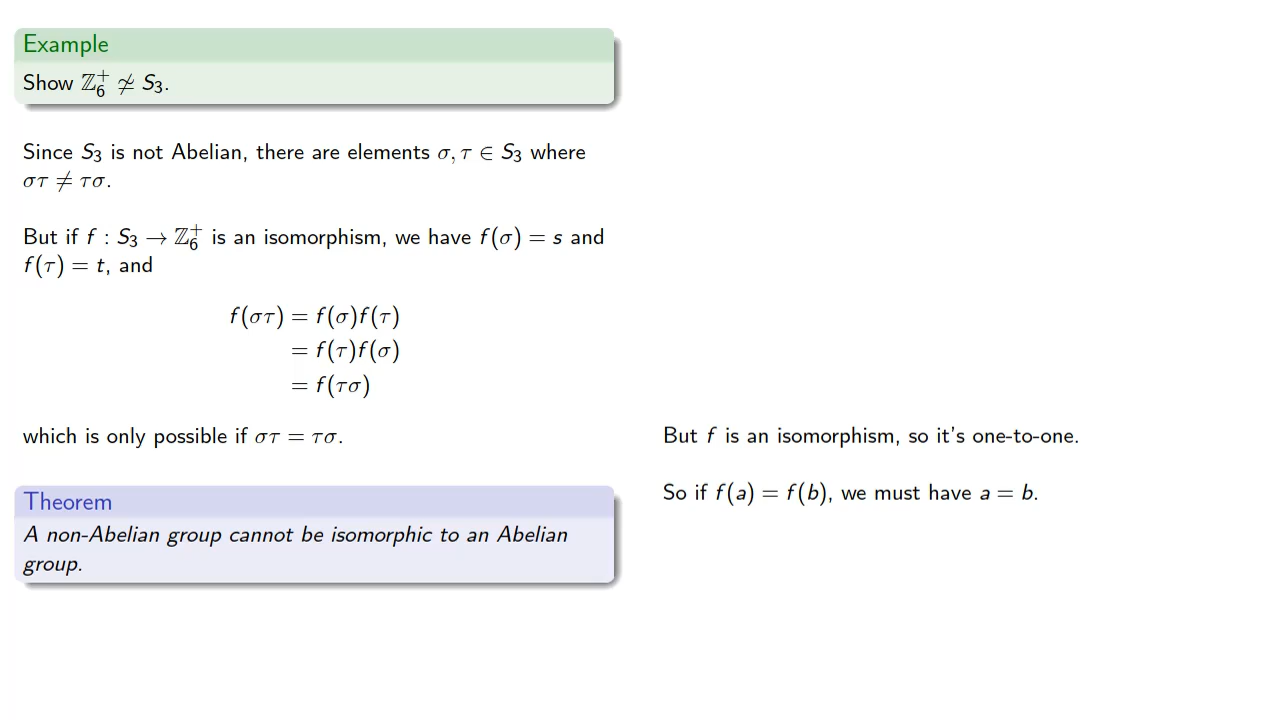 Example
Show ℤ₆⁺ ≄ S₃.
Since S₃ is not Abelian, there are elements σ, τ ∈ S₃ where
στ ≠ τσ.
But if f : S₃ → ℤ₆⁺ is an isomorphism, we have f(σ) = s and
f(τ) = t, and
f(στ) = f(σ)f(τ)
= f(τ)f(σ)
= f(τσ)
which is only possible if στ = τσ.
Theorem
A non-Abelian group cannot be isomorphic to an Abelian
group.
But f is an isomorphism, so it's one-to-one.
So if f(a) = f(b), we must have a = b.